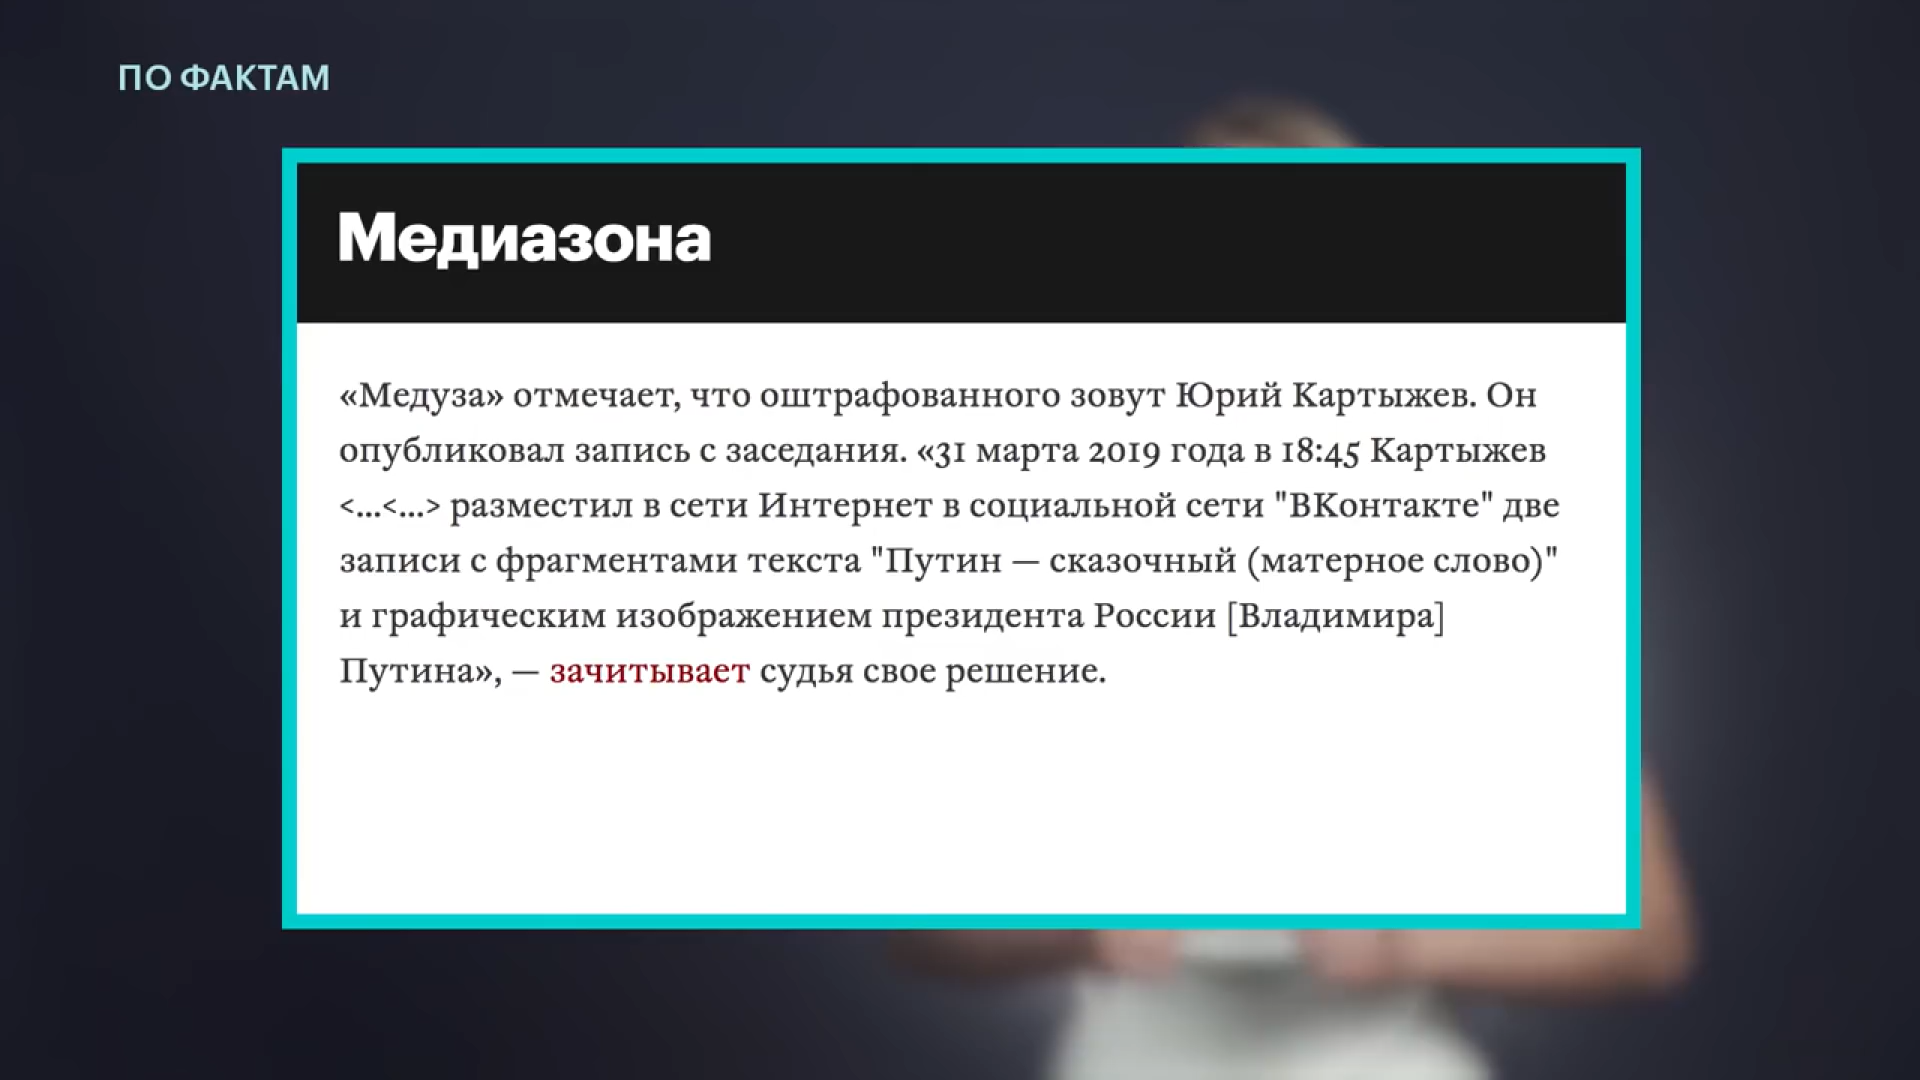 ПО ФАКТАМ
Медиазона
«Медуза» отмечает, что оштрафованного зовут Юрий Картыжев. Он
опубликовал запись с заседания. «31 марта 2019 года в 18:45 Картыжев
<...<...> разместил в сети Интернет в социальной сети "ВКонтакте" две
записи с фрагментами текста "Путин — сказочный (матерное слово)"
и графическим изображением президента России [Владимира]
Путина», — зачитывает судья свое решение.